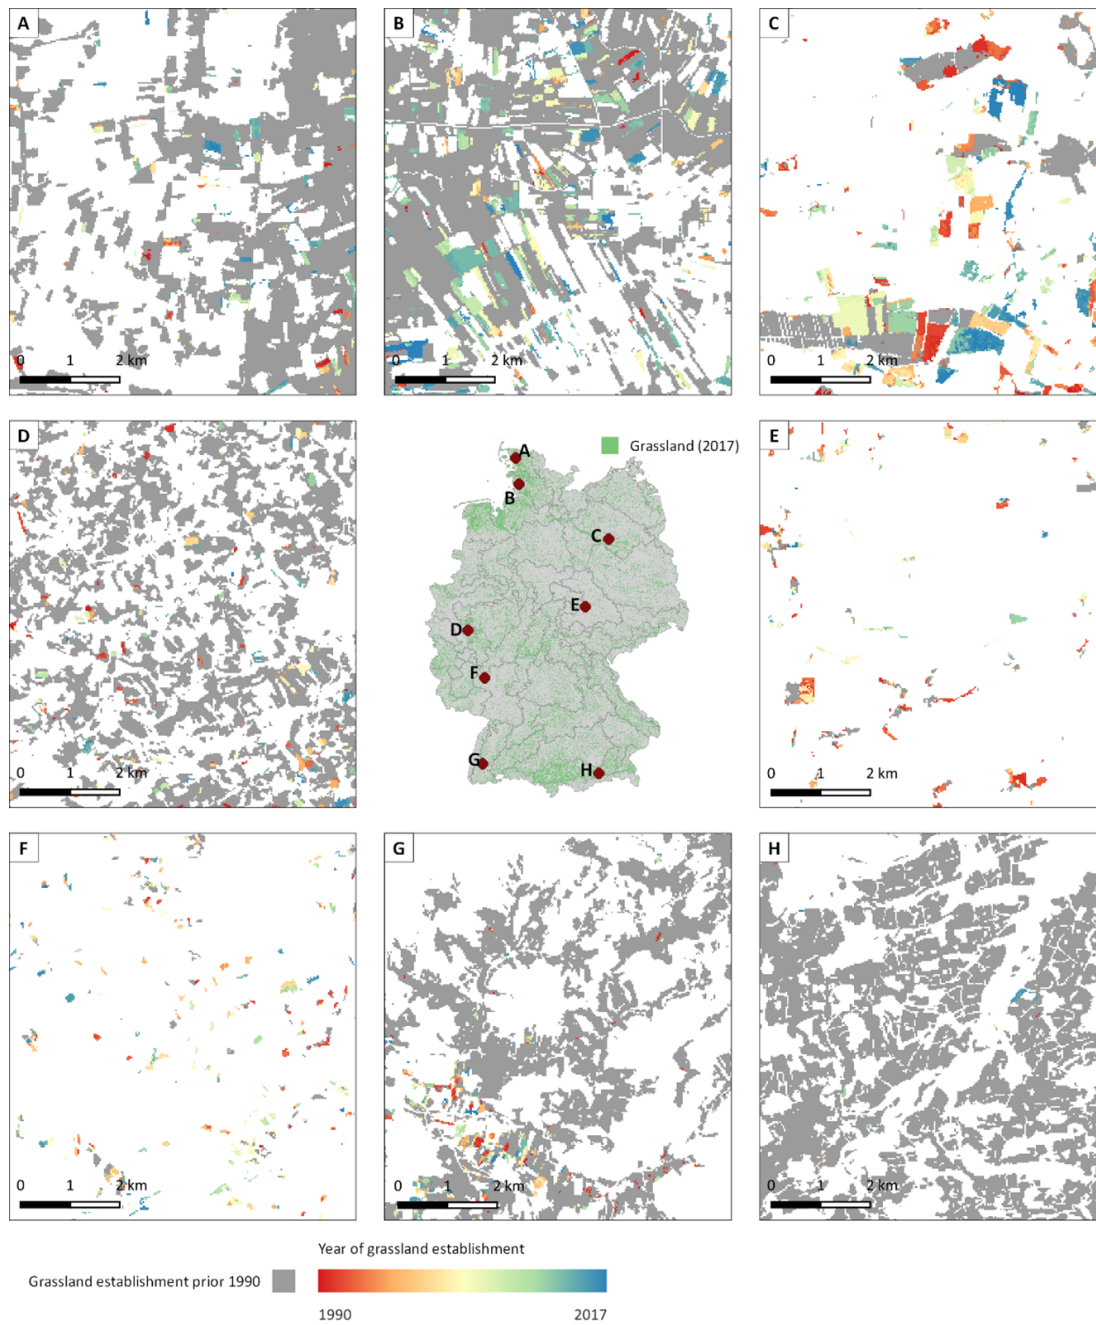 A
B
C
0 1 2 km
0 1 2 km
0 1 2 km
D
Grassland (2017)
A
B
C
E
D
F
G
H
E
0 1 2 km
0 1 2 km
F
G
H
0 1 2 km
0 1 2 km
0 1 2 km
Year of grassland establishment
Grassland establishment prior 1990
1990 2017